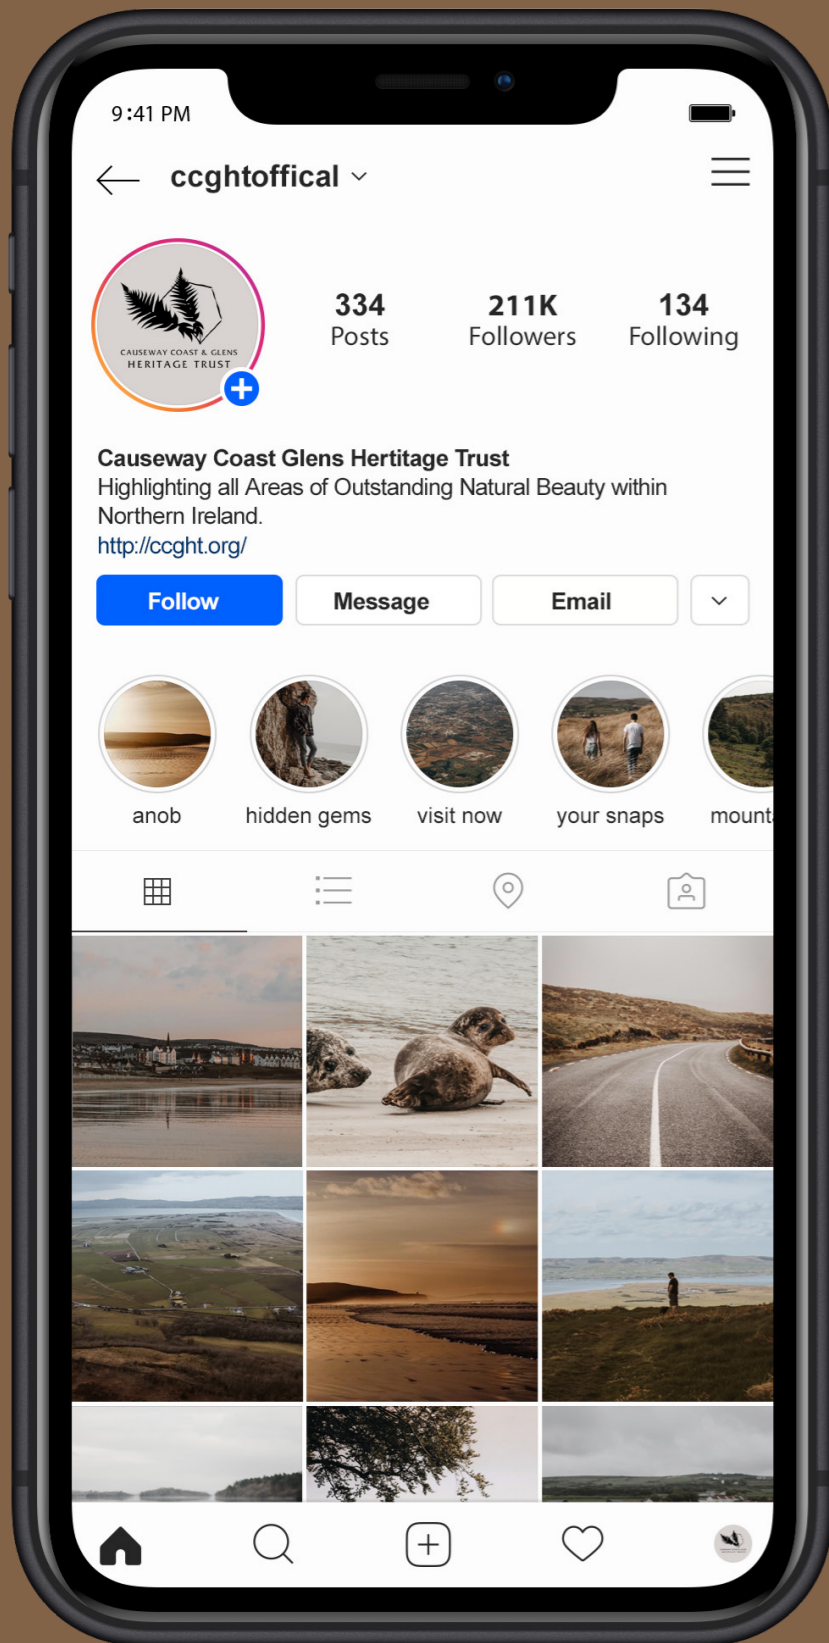 9:41 PM
ccghtoffical
CAUSEWAY COAST & GLENS
HERITAGE TRUST
334
Posts
211K
Followers
134
Following
Causeway Coast Glens Hertitage Trust
Highlighting all Areas of Outstanding Natural Beauty within
Northern Ireland.
http://ccght.org/
Follow
Message
Email
anob
hidden gems
visit now
your snaps
mount